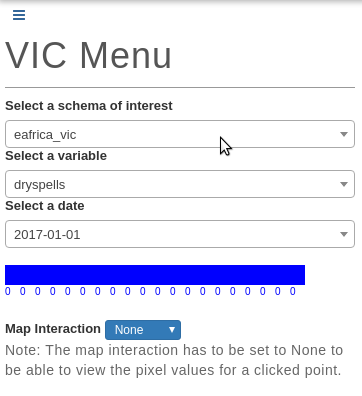 VIC Menu
Select a schema of interest
eafrica_vic
Select a variable
dryspells
Select a date
2017-01-01
0 0 0 0 0 0 0 0 0 0 0 0 0 0 0 0 0 0 0 0
Map Interaction None
Note: The map interaction has to be set to None to
be able to view the pixel values for a clicked point.